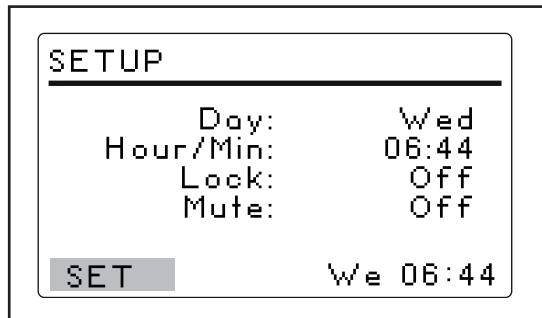 SETUP
Day: Wed
Hour/Min: 06:44
Lock: Off
Mute: Off
SET We 06:44